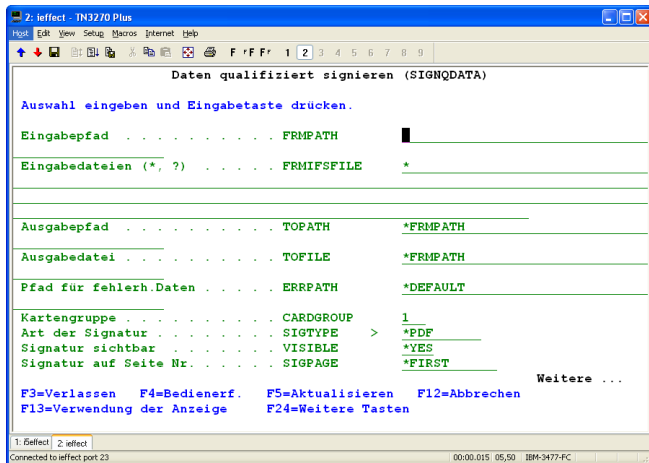 2: ieffect - TN3270 Plus
Host Edit View Setup Macros Internet Help
F F F 1 2 3 4 5 6 7 8 9
Daten qualifiziert signieren (SIGNQDATA)
Auswahl eingeben und Eingabetaste drücken.
Eingabepfad . . . . . . . . . . FRMPATH
Eingabedateien (*, ?) . . . . . FRMIFSFILE *
Ausgabepfad . . . . . . . . . . TOPATH *FRMPATH
Ausgabedatei . . . . . . . . . TOFILE *FRMPATH
Pfad für fehlerh.Daten . . . . . ERRPATH *DEFAULT
Kartengruppe . . . . . . . . . . CARDGROUP 1
Art der Signatur . . . . . . . . SIGTYPE > *PDF
Signatur sichtbar . . . . . . . VISIBLE *YES
Signatur auf Seite Nr. . . . . . SIGPAGE *FIRST
Weitere ...
F3=Verlassen F4=Bedienerf. F5=Aktualisieren F12=Abbrechen
F13=Verwendung der Anzeige F24=Weitere Tasten
2: ieffect
Connected to ieffect port 23 00:00.015 05,50 IBM-3477-FC